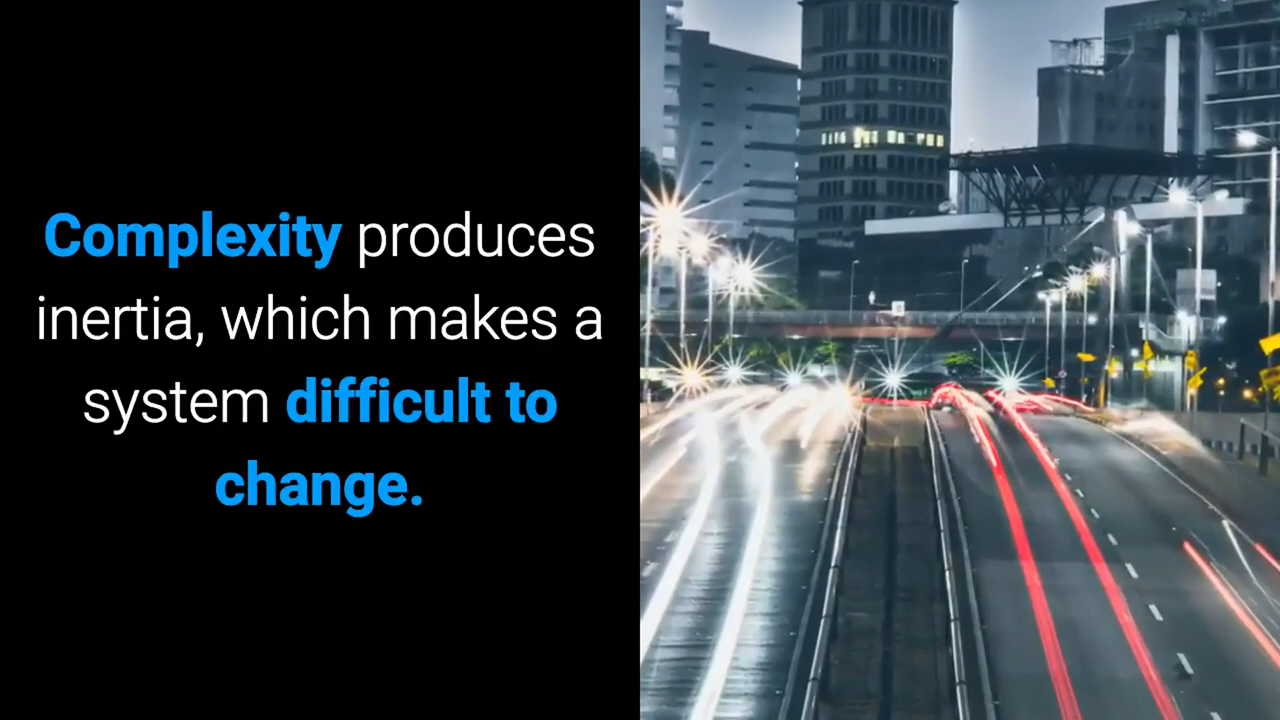 Complexity produces
inertia, which makes a
system difficult to
change.